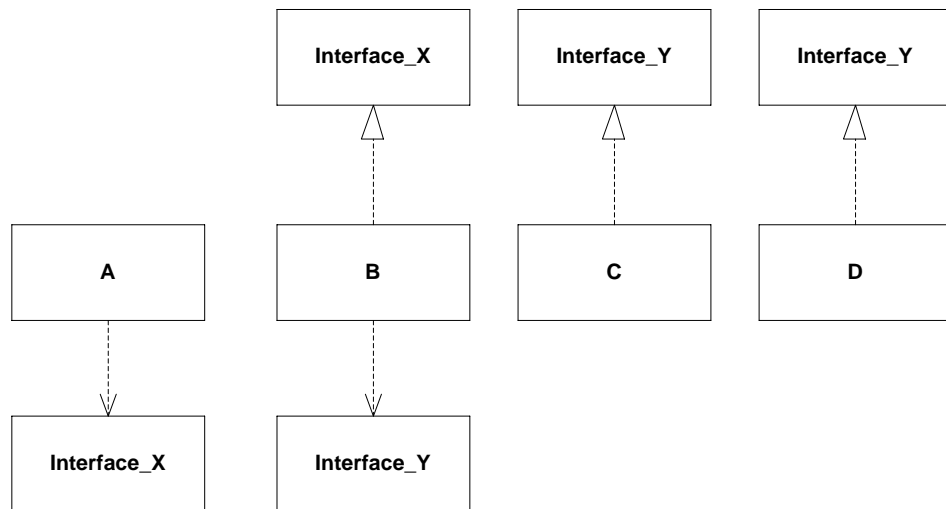 Interface_X
Interface_Y
Interface_Y
A
B
C
D
Interface_X
Interface_Y